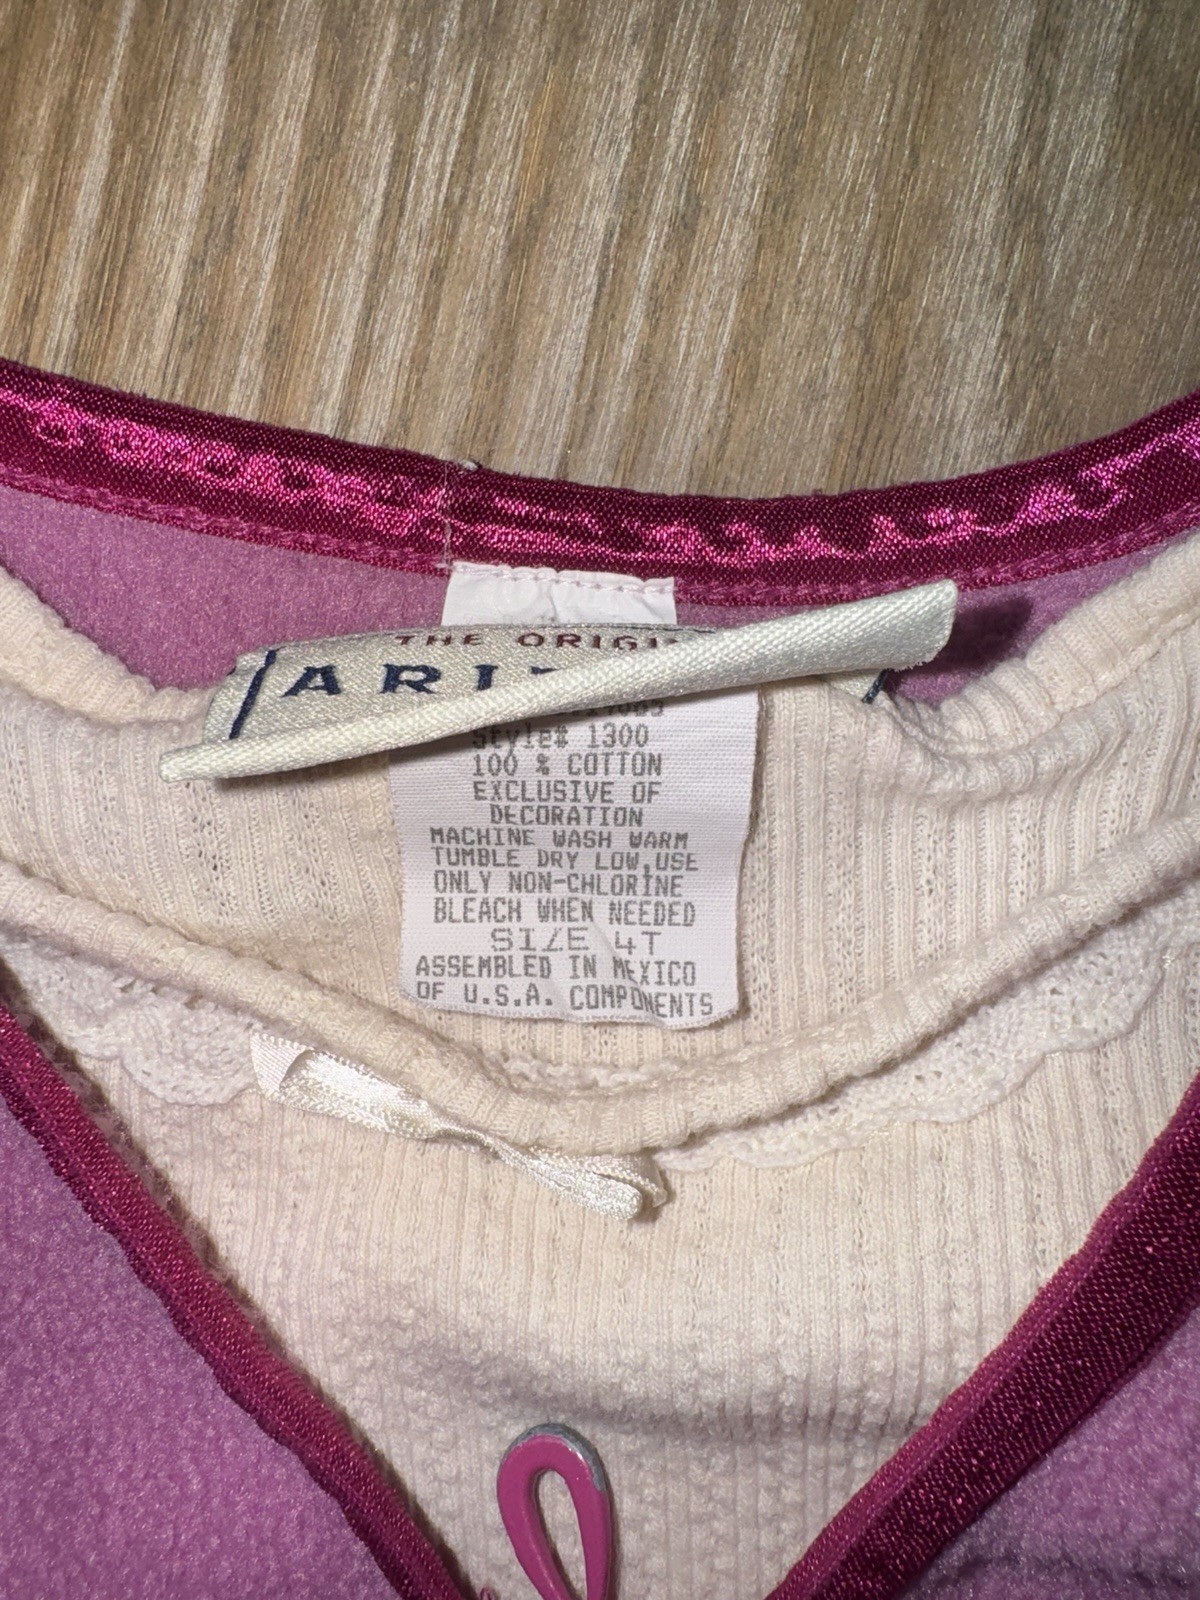 THE ORIGI
ARI
Style# 1300
100 % COTTON
EXCLUSIVE OF
DECORATION
MACHINE WASH WARM
TUMBLE DRY LOW,USE
ONLY NON-CHLORINE
BLEACH WHEN NEEDED
SIZE 4T
ASSEMBLED IN MEXICO
OF U.S.A. COMPONENTS